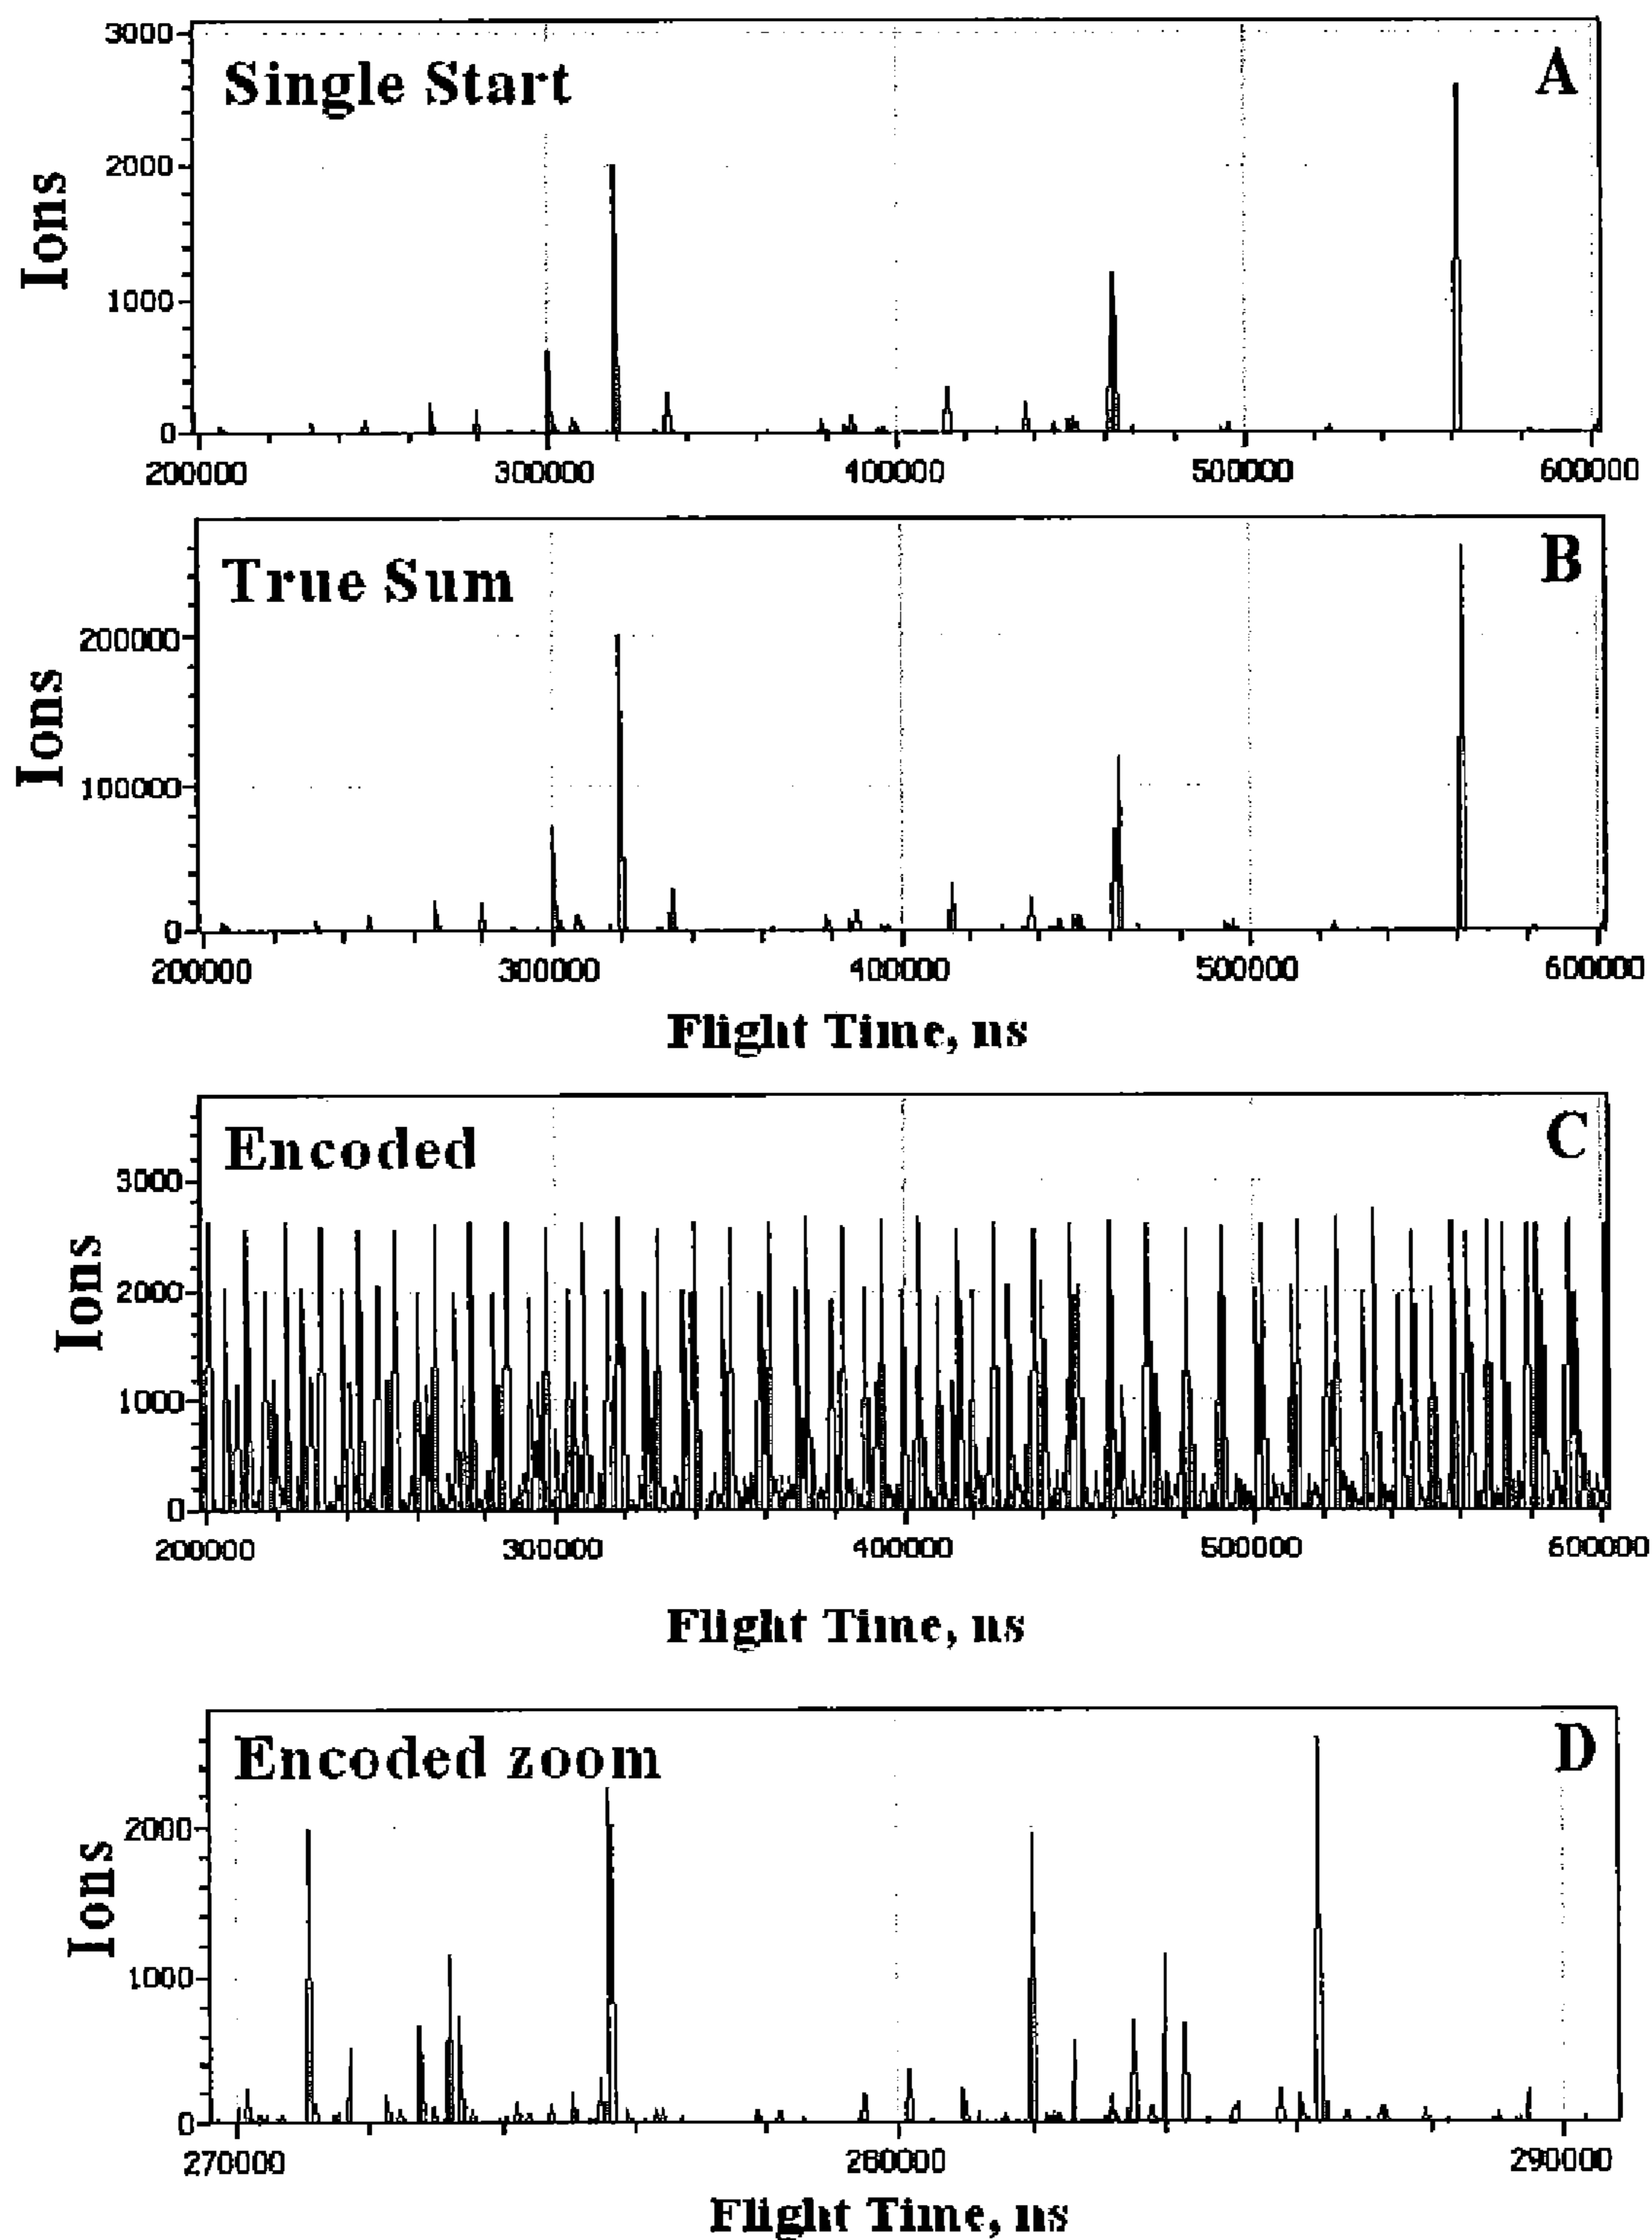 3000
Single Start
A
2000
Ions
1000
0
200000 300000 400000 500000 600000
True Sum
B
200000
Ions
100000
0
200000 300000 400000 500000 600000
Flight Time, ns
Encoded
C
3000
Ions
2000
1000
0
200000 300000 400000 500000 600000
Flight Time, ns
Encoded zoom
D
2000
Ions
1000
0
270000 280000 290000
Flight Time, ns